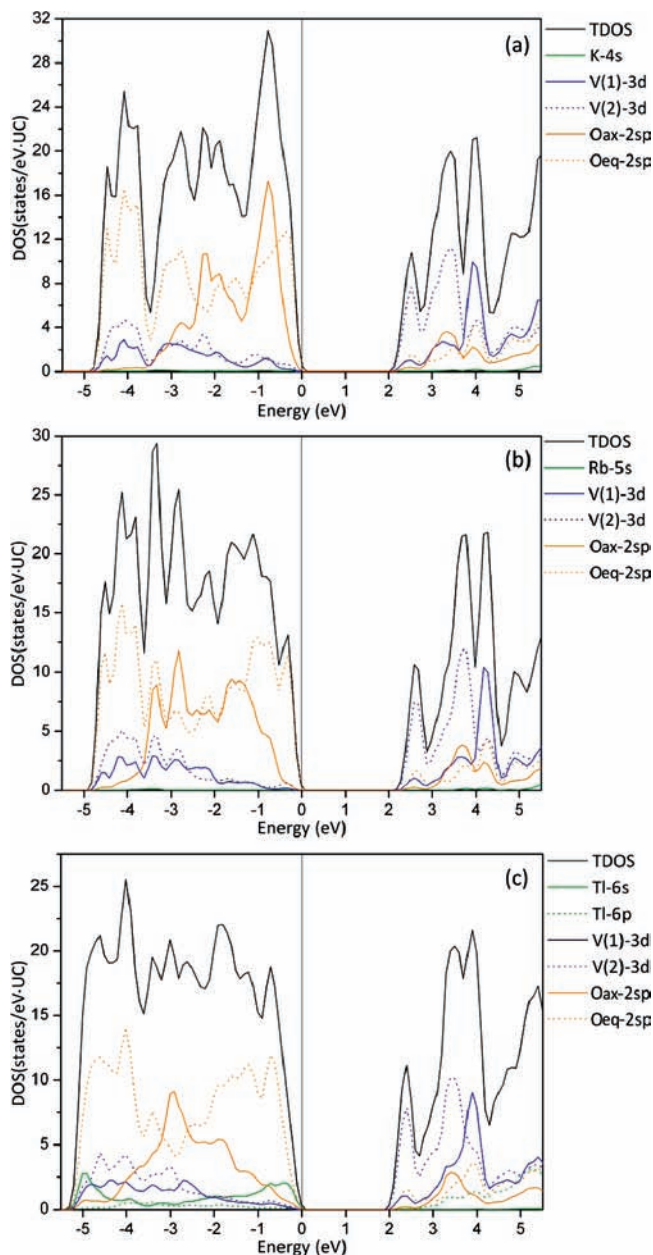 32
28
24
20
16
12
8
4
0
DOS(states/eV·UC)
-5 -4 -3 -2 -1 0 1 2 3 4 5
Energy (eV)
(a)
TDOS
K-4s
V(1)-3d
V(2)-3d
Oax-2sp
Oeq-2sp
30
25
20
15
10
5
0
DOS(states/eV·UC)
-5 -4 -3 -2 -1 0 1 2 3 4 5
Energy (eV)
(b)
TDOS
Rb-5s
V(1)-3d
V(2)-3d
Oax-2sp
Oeq-2sp
25
20
15
10
5
0
DOS(states/eV·UC)
-5 -4 -3 -2 -1 0 1 2 3 4 5
Energy (eV)
(c)
TDOS
Tl-6s
Tl-6p
V(1)-3d
V(2)-3d
Oax-2sp
Oeq-2sp